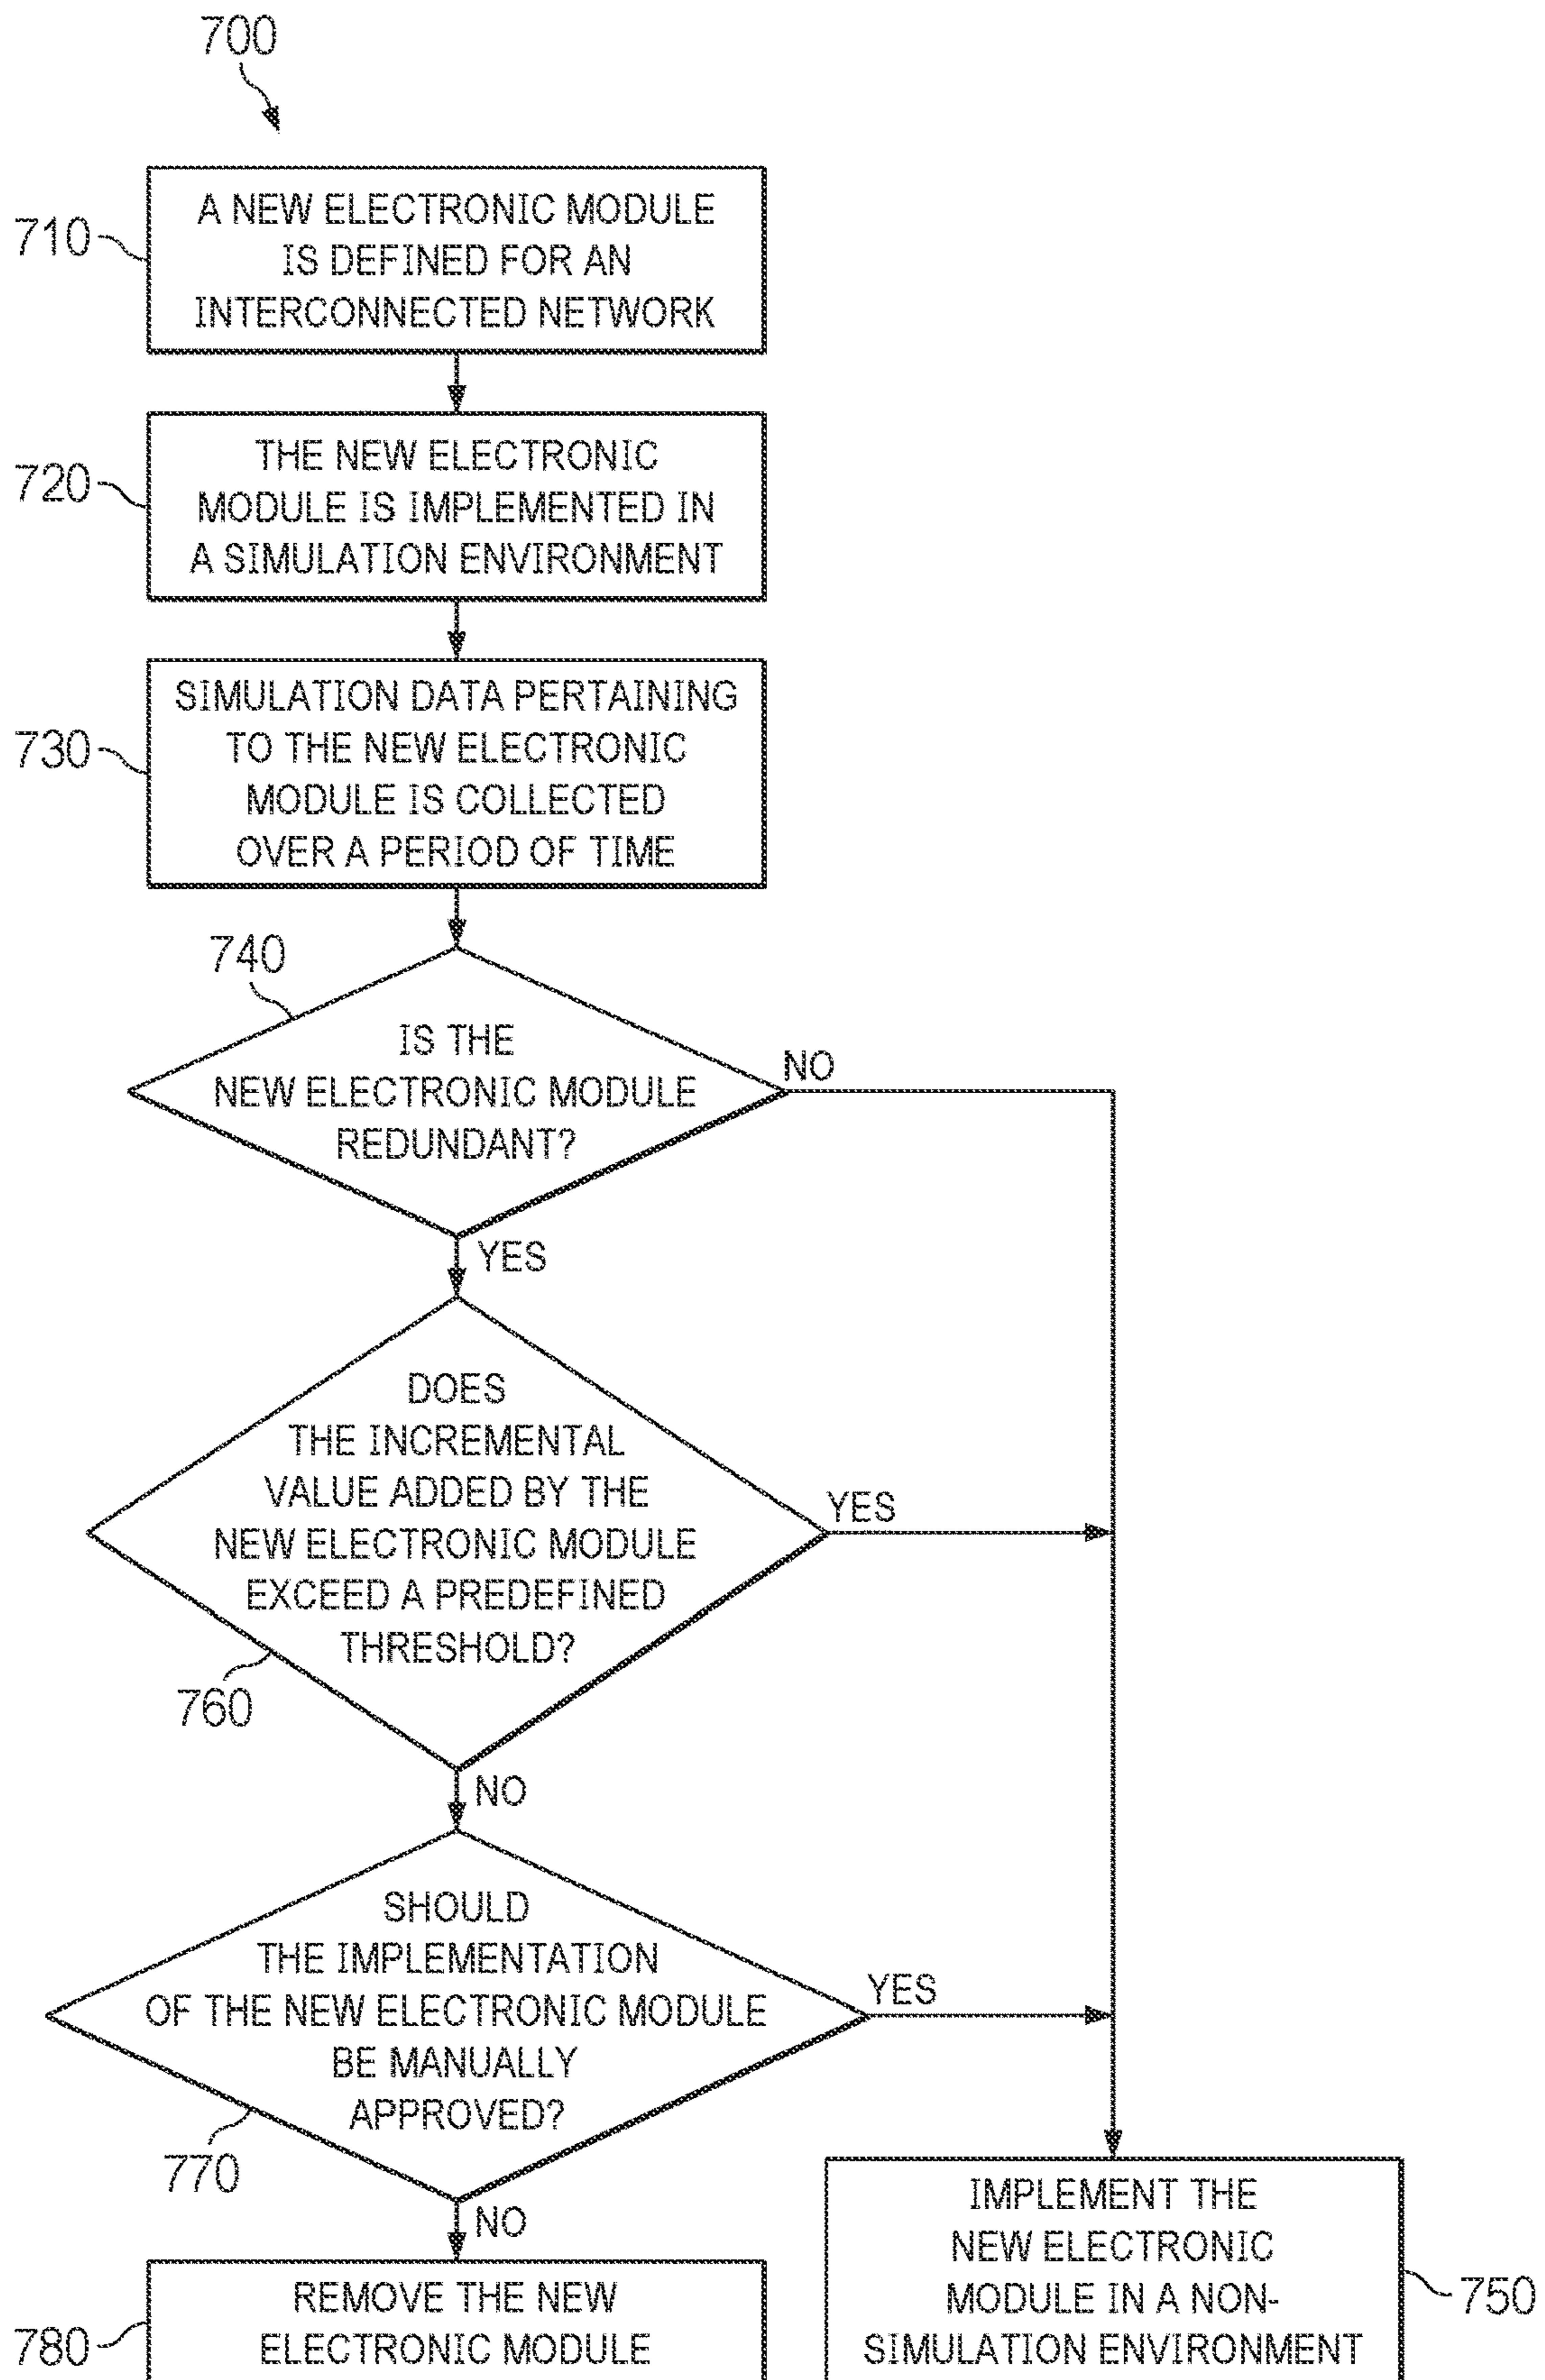 700
710
A NEW ELECTRONIC MODULE
IS DEFINED FOR AN
INTERCONNECTED NETWORK
720
THE NEW ELECTRONIC
MODULE IS IMPLEMENTED IN
A SIMULATION ENVIRONMENT
730
SIMULATION DATA PERTAINING
TO THE NEW ELECTRONIC
MODULE IS COLLECTED
OVER A PERIOD OF TIME
740
IS THE
NEW ELECTRONIC MODULE
REDUNDANT?
NO
YES
DOES
THE INCREMENTAL
VALUE ADDED BY THE
NEW ELECTRONIC MODULE
EXCEED A PREDEFINED
THRESHOLD?
YES
760
NO
SHOULD
THE IMPLEMENTATION
OF THE NEW ELECTRONIC MODULE
BE MANUALLY
APPROVED?
YES
770
NO
780
REMOVE THE NEW
ELECTRONIC MODULE
IMPLEMENT THE
NEW ELECTRONIC
MODULE IN A NON-
SIMULATION ENVIRONMENT
750